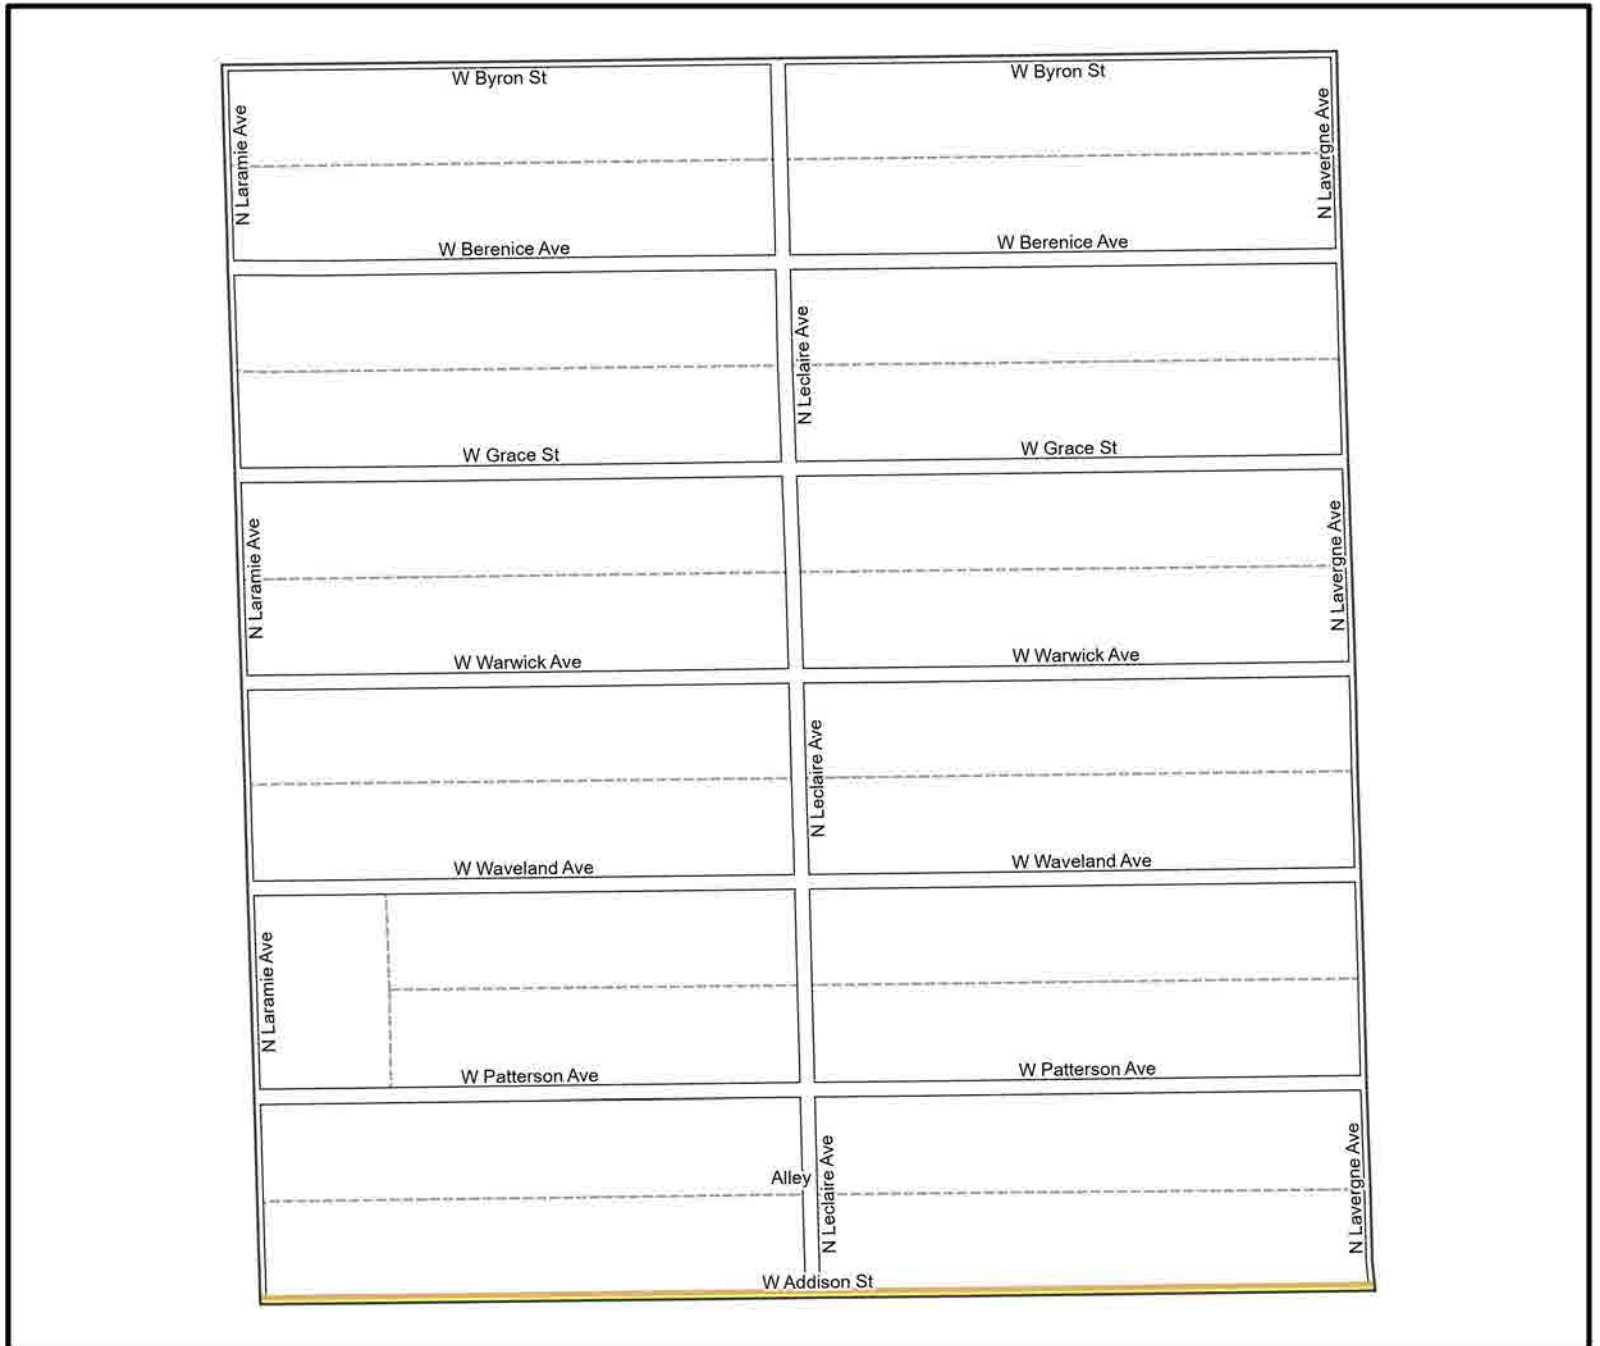 W Byron St
W Byron St
N Laramie Ave
N Lavergne Ave
W Berenice Ave
W Berenice Ave
N Leclaire Ave
W Grace St
W Grace St
N Laramie Ave
N Lavergne Ave
W Warwick Ave
W Warwick Ave
N Leclaire Ave
W Waveland Ave
W Waveland Ave
N Laramie Ave
W Patterson Ave
W Patterson Ave
Alley
N Leclaire Ave
N Lavergne Ave
W Addison St